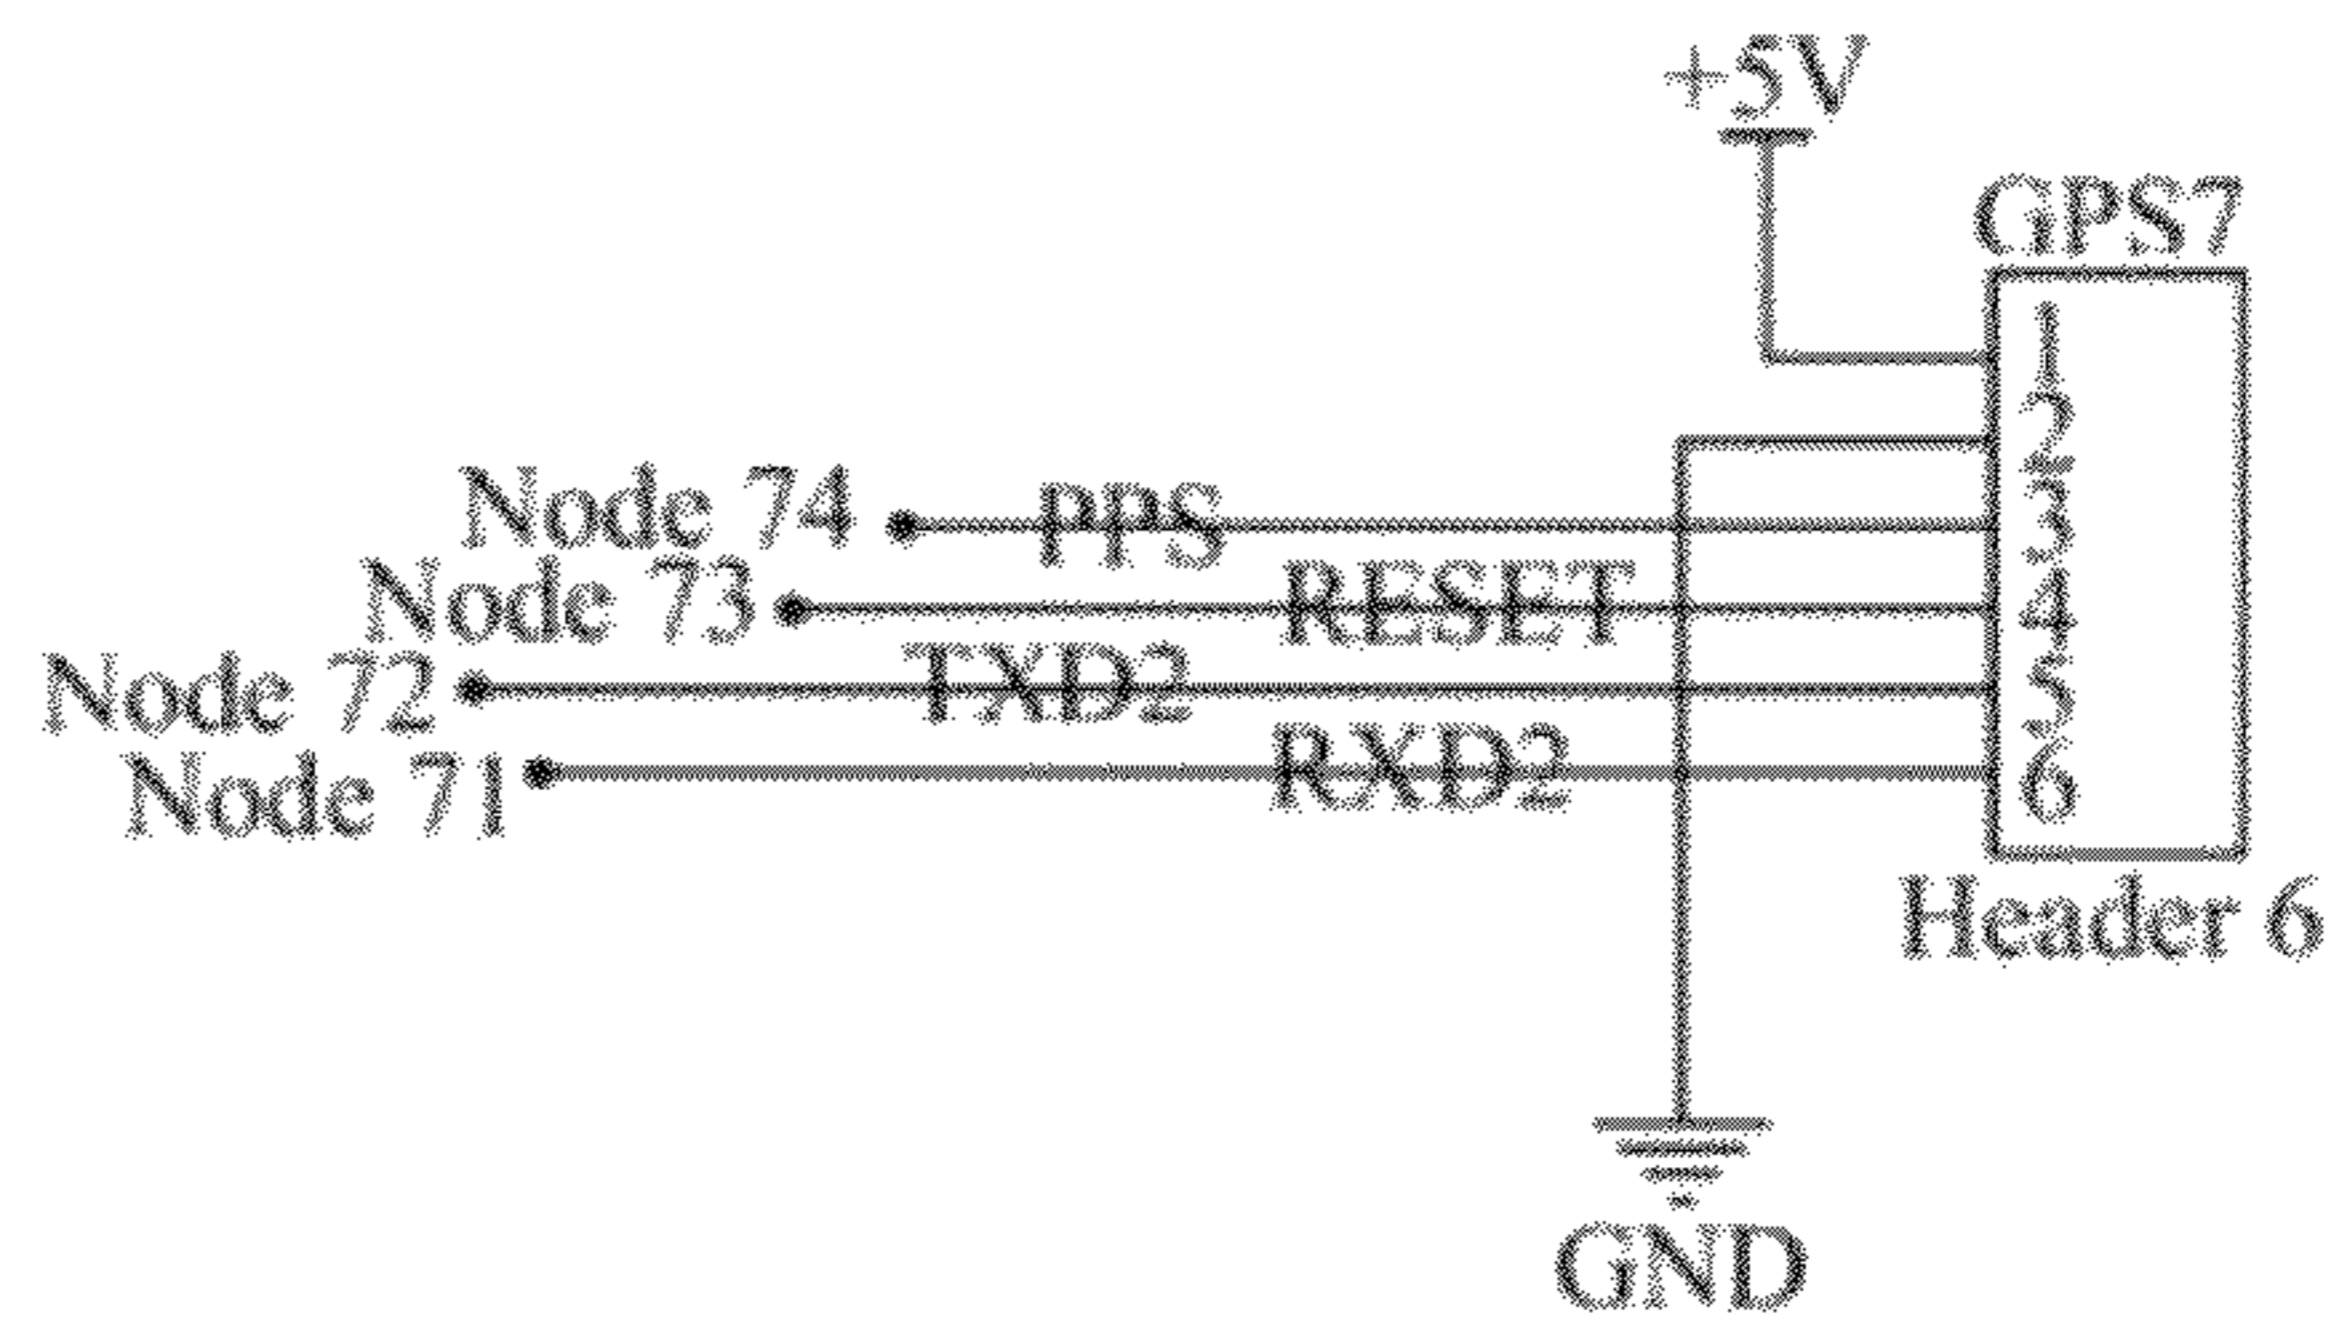 +5V
GPS7
1
2
Node 74 PPS 3
Node 73 RESET 4
Node 72 TXD2 5
Node 71 RXD2 6
Header 6
GND